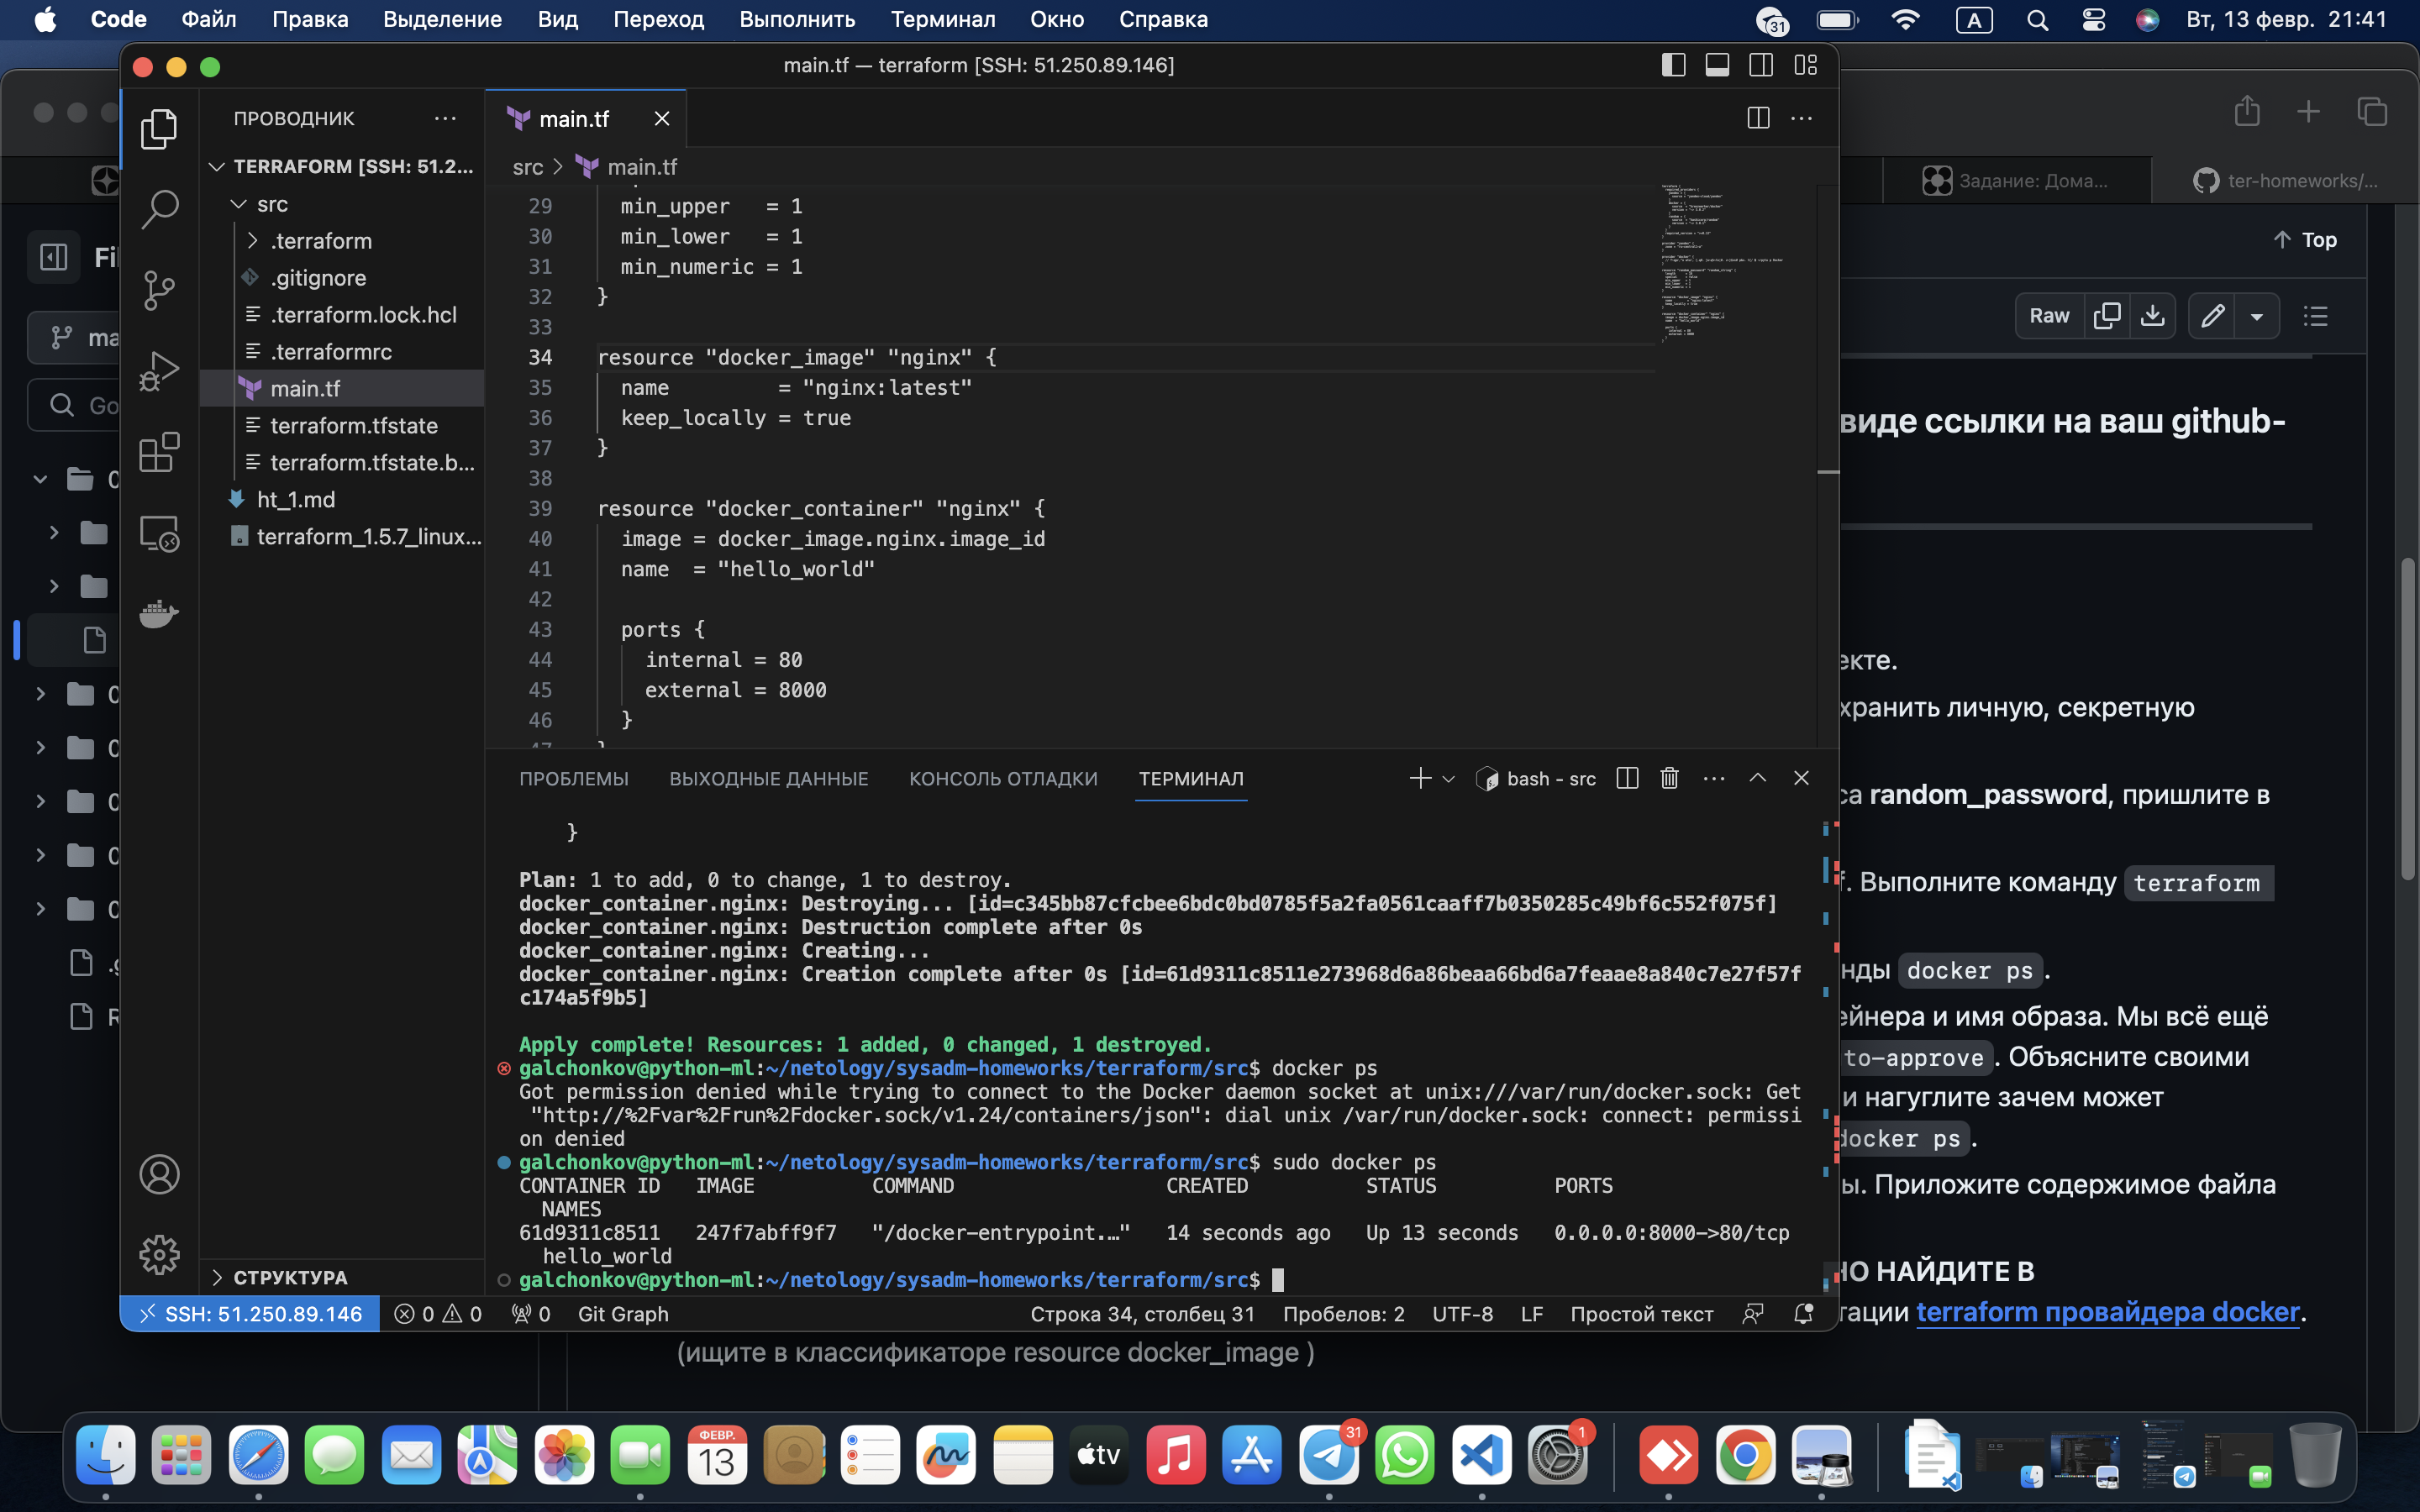 Code Файл Правка Выделение Вид Переход Выполнить Терминал Окно Справка
31 A Вт, 13 февр. 21:41
main.tf — terraform [SSH: 51.250.89.146]
ПРОВОДНИК
TERRAFORM [SSH: 51.2...
src
.terraform
.gitignore
.terraform.lock.hcl
.terraformrc
main.tf
terraform.tfstate
terraform.tfstate.b...
ht_1.md
terraform_1.5.7_linux...
СТРУКТУРА
main.tf
src > main.tf
29 min_upper = 1
30 min_lower = 1
31 min_numeric = 1
32 }
33
34 resource "docker_image" "nginx" {
35 name = "nginx:latest"
36 keep_locally = true
37 }
38
39 resource "docker_container" "nginx" {
40 image = docker_image.nginx.image_id
41 name = "hello_world"
42
43 ports {
44 internal = 80
45 external = 8000
46 }
47 }
ПРОБЛЕМЫ ВЫХОДНЫЕ ДАННЫЕ КОНСОЛЬ ОТЛАДКИ ТЕРМИНАЛ
bash - src
}
Plan: 1 to add, 0 to change, 1 to destroy.
docker_container.nginx: Destroying... [id=c345bb87cfcbee6bdc0bd0785f5a2fa0561caaff7b0350285c49bf6c552f075f]
docker_container.nginx: Destruction complete after 0s
docker_container.nginx: Creating...
docker_container.nginx: Creation complete after 0s [id=61d9311c8511e273968d6a86beaa66bd6a7feaae8a840c7e27f57f
c174a5f9b5]
Apply complete! Resources: 1 added, 0 changed, 1 destroyed.
galchonkov@python-ml:~/netology/sysadm-homeworks/terraform/src$ docker ps
Got permission denied while trying to connect to the Docker daemon socket at unix:///var/run/docker.sock: Get
"http://%2Fvar%2Frun%2Fdocker.sock/v1.24/containers/json": dial unix /var/run/docker.sock: connect: permissi
on denied
galchonkov@python-ml:~/netology/sysadm-homeworks/terraform/src$ sudo docker ps
CONTAINER ID IMAGE COMMAND CREATED STATUS PORTS
NAMES
61d9311c8511 247f7abff9f7 "/docker-entrypoint.…" 14 seconds ago Up 13 seconds 0.0.0.0:8000->80/tcp
hello_world
galchonkov@python-ml:~/netology/sysadm-homeworks/terraform/src$
SSH: 51.250.89.146 0 0 0 Git Graph Строка 34, столбец 31 Пробелов: 2 UTF-8 LF Простой текст
Fil
ma
Go
Задание: Дома...
ter-homeworks/...
Top
Raw
виде ссылки на ваш github-
екте.
хранить личную, секретную
са random_password, пришлите в
f. Выполните команду terraform
нды docker ps.
ейнера и имя образа. Мы всё ещё
to-approve. Объясните своими
и нагуглите зачем может
docker ps.
ы. Приложите содержимое файла
НО НАЙДИТЕ В
тации terraform провайдера docker.
(ищите в классификаторе resource docker_image )
ФЕВР.
13
tv
31
1